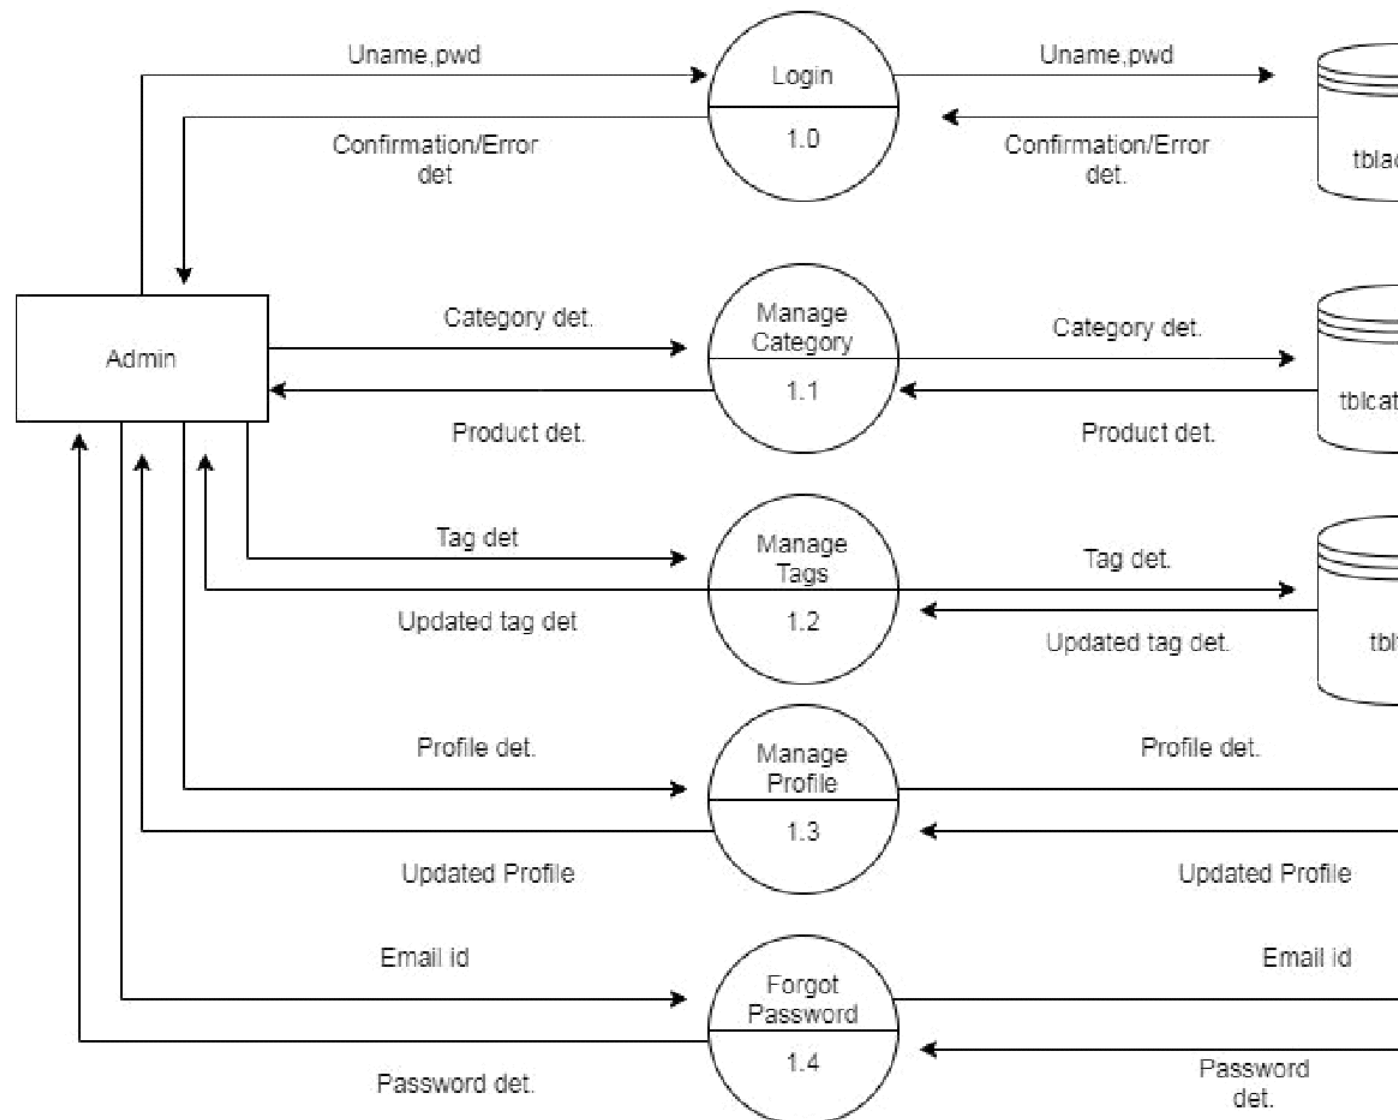 Uname,pwd
Login
Uname,pwd
Confirmation/Error
det
1.0
Confirmation/Error
det.
Admin
Category det.
Manage
Category
Category det.
Product det.
1.1
Product det.
Tag det
Manage
Tags
Tag det.
Updated tag det
1.2
Updated tag det.
Profile det.
Manage
Profile
Profile det.
Updated Profile
1.3
Updated Profile
Email id
Forgot
Password
Email id
Password det.
1.4
Password
det.